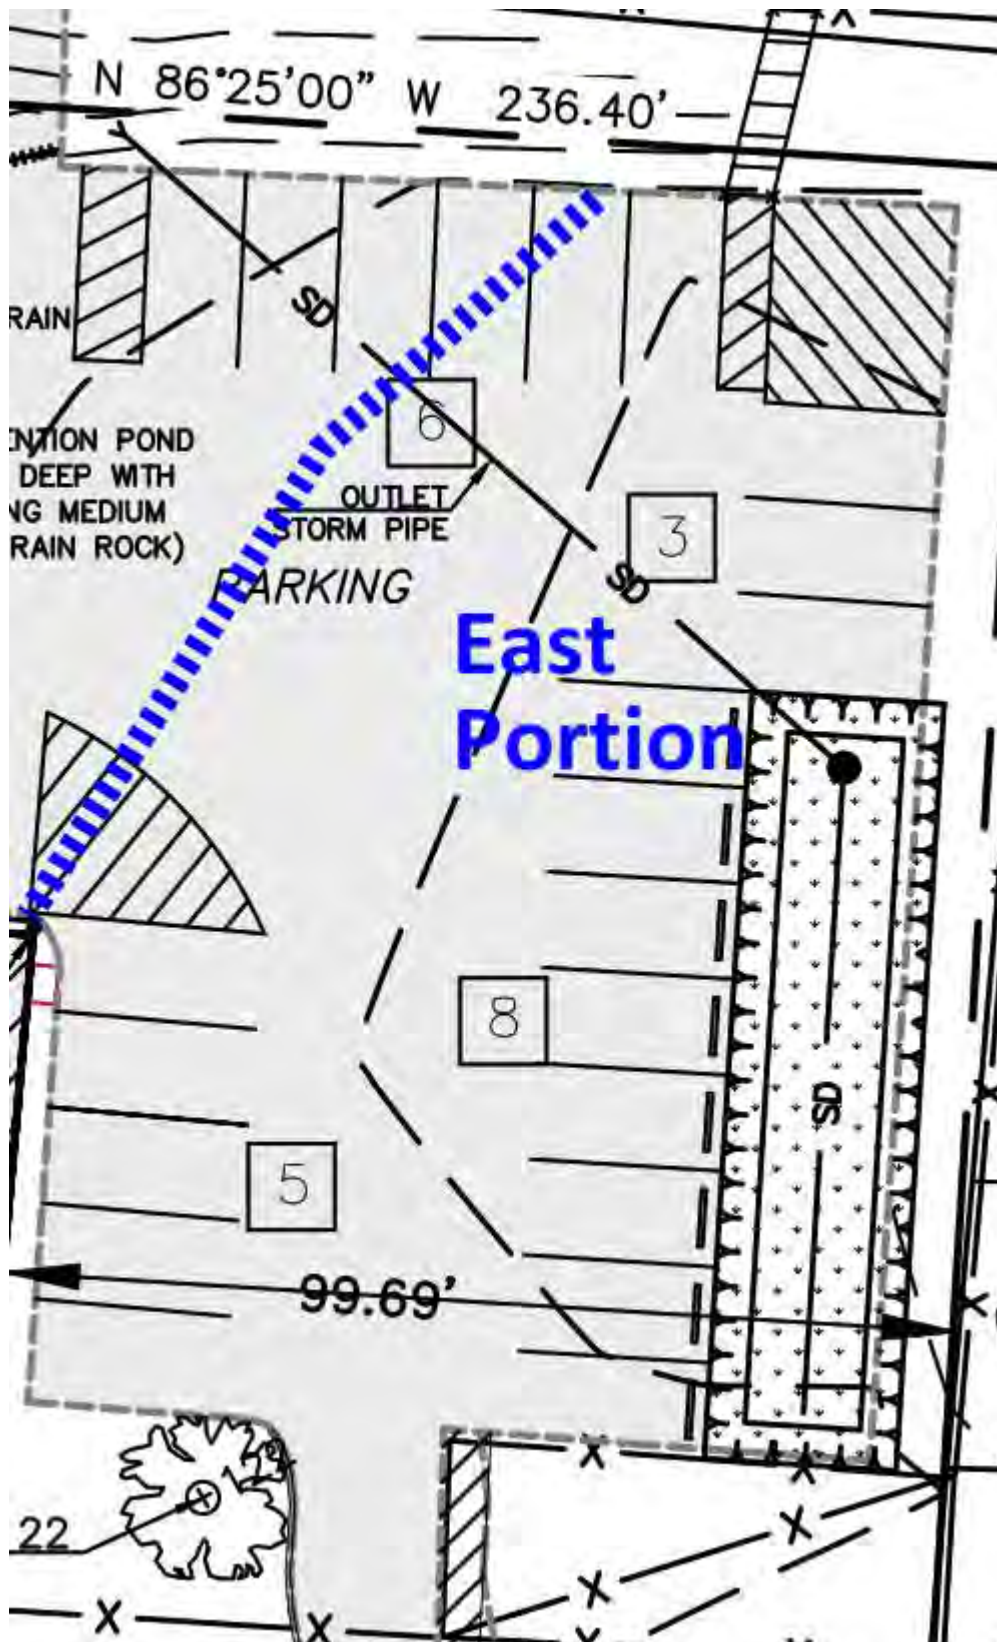 N 86°25'00" W 236.40'
SD
RAIN
6
ENTION POND
DEEP WITH
NG MEDIUM
RAIN ROCK)
OUTLET
STORM PIPE
3
PARKING
SD
East
Portion
8
SD
5
99.69'
22
X
X
X
X
X
X
X
X